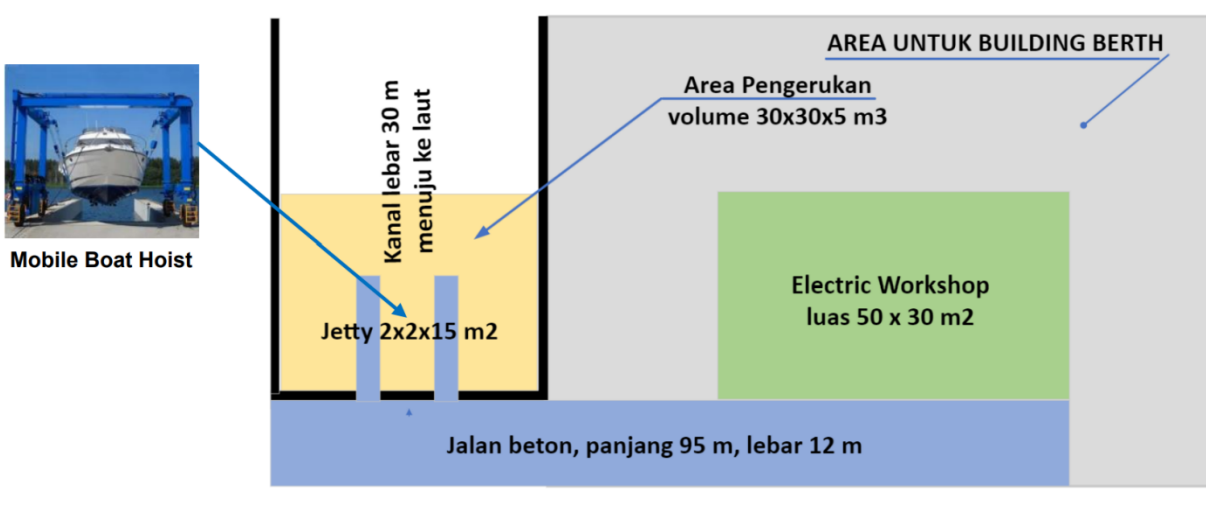 AREA UNTUK BUILDING BERTH
Area Pengerukan
volume 30x30x5 m3
Kanal lebar 30 m
menuju ke laut
Mobile Boat Hoist
Electric Workshop
luas 50 x 30 m2
Jetty 2x2x15 m2
Jalan beton, panjang 95 m, lebar 12 m